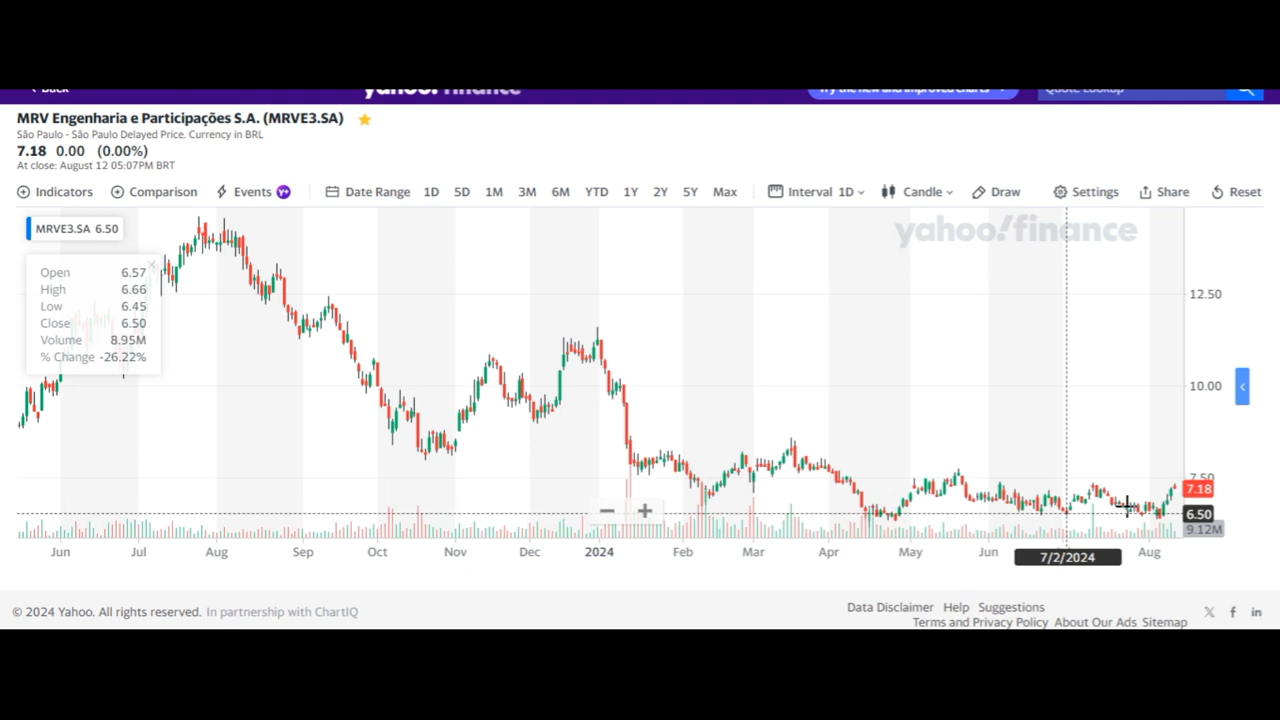 Back
yahoo! finance
Try the new and improved charts
Quote Lookup
MRV Engenharia e Participações S.A. (MRVE3.SA)
São Paulo - São Paulo Delayed Price. Currency in BRL
7.18 0.00 (0.00%)
At close: August 12 05:07PM BRT
Indicators Comparison Events Y+ Date Range 1D 5D 1M 3M 6M YTD 1Y 2Y 5Y Max Interval 1D Candle Draw Settings Share Reset
MRVE3.SA 6.50
yahoo!finance
Open 6.57
High 6.66
Low 6.45
Close 6.50
Volume 8.95M
% Change -26.22%
12.50
10.00
7.50
7.18
6.50
9.12M
Jun Jul Aug Sep Oct Nov Dec 2024 Feb Mar Apr May Jun 7/2/2024 Aug
© 2024 Yahoo. All rights reserved. In partnership with ChartIQ
Data Disclaimer Help Suggestions
Terms and Privacy Policy About Our Ads Sitemap